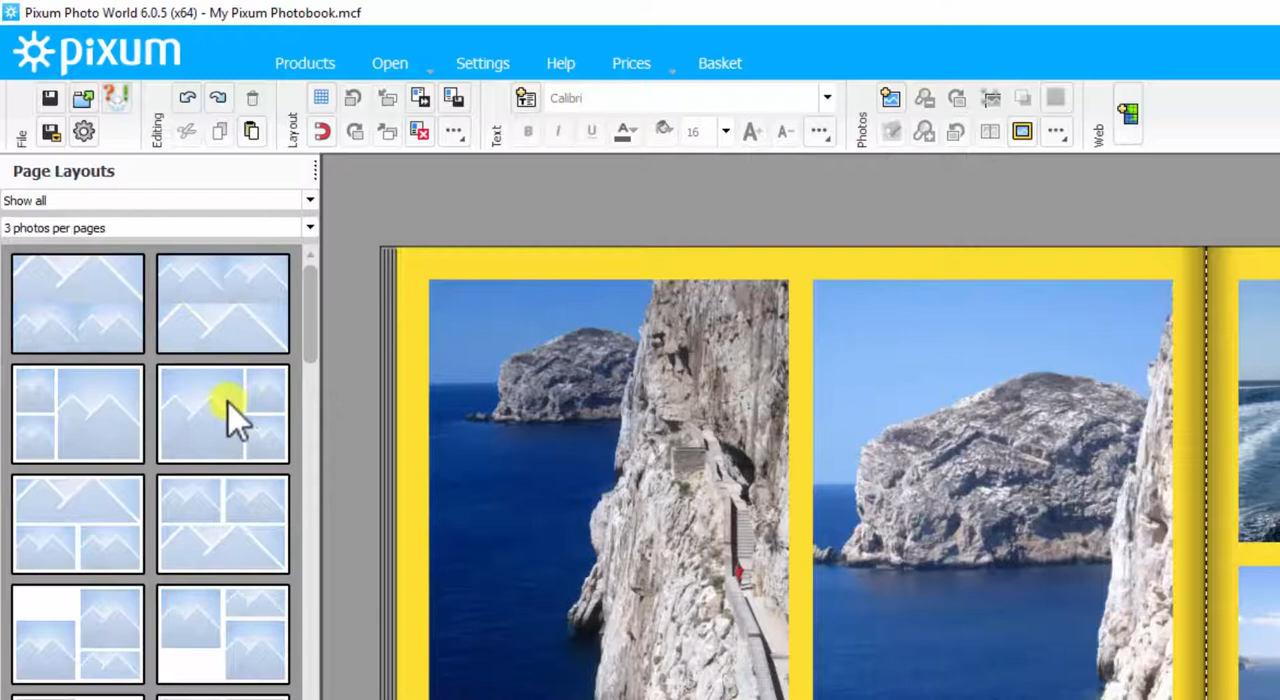 Pixum Photo World 6.0.5 (x64) - My Pixum Photobook.mcf
pixum
Products Open Settings Help Prices Basket
File Editing Layout Text Calibri Photos Web
B I U A 16 A+ A-
Page Layouts
Show all
3 photos per pages